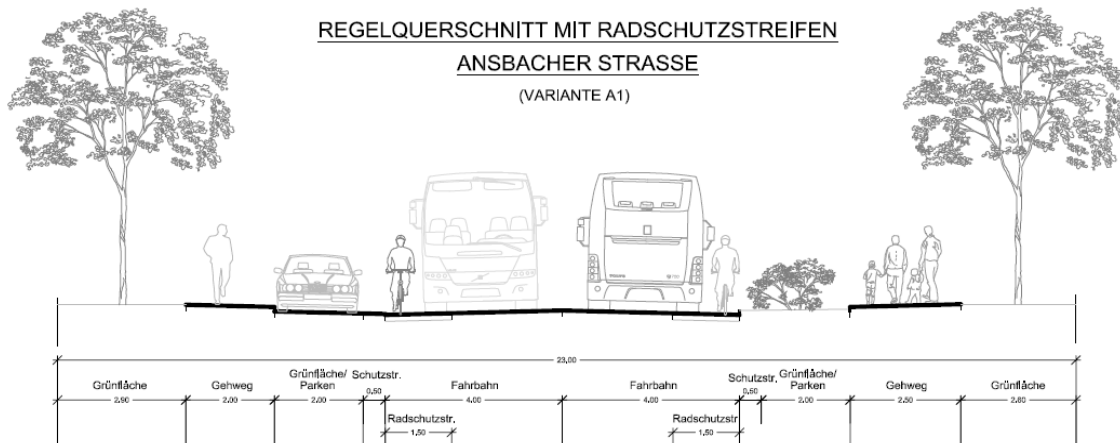 REGELQUERSCHNITT MIT RADSCHUTZSTREIFEN
ANSBACHER STRASSE
(VARIANTE A1)
23,00
Grünfläche Gehweg Grünfläche/ Parken Schutzstr. Fahrbahn Fahrbahn Schutzstr. Grünfläche/ Parken Gehweg Grünfläche
2,90 2,00 2,00 0,50 4,00 4,00 0,50 2,00 2,50 2,60
Radschutzstr. Radschutzstr.
1,50 1,50